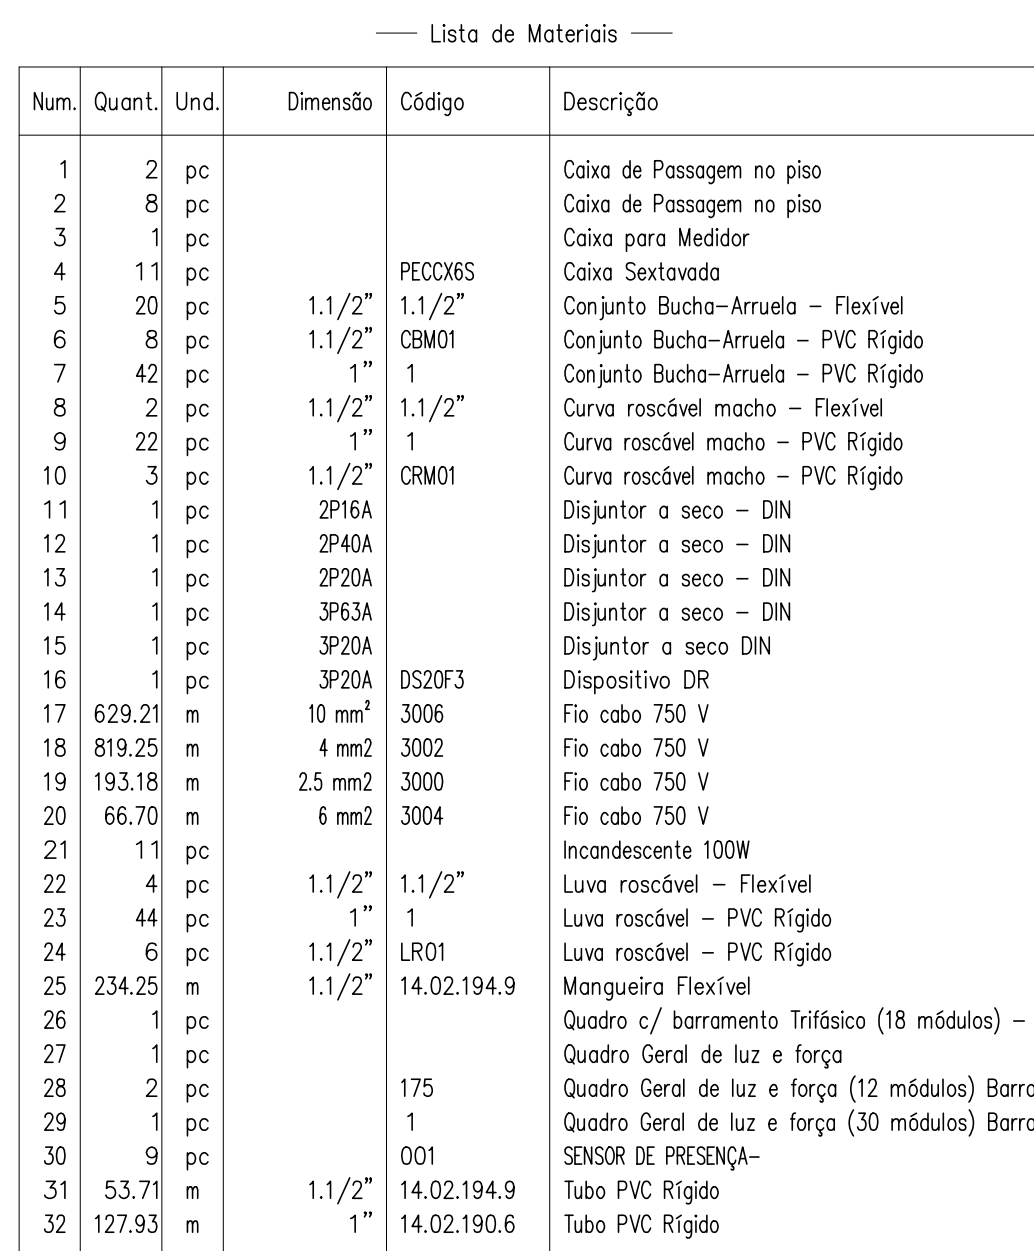 Lista de Materiais
Num. Quant. Und. Dimensão Código Descrição
1 2 pc Caixa de Passagem no piso
2 8 pc Caixa de Passagem no piso
3 1 pc Caixa para Medidor
4 11 pc PECCX6S Caixa Sextavada
5 20 pc 1.1/2" 1.1/2" Conjunto Bucha-Arruela - Flexível
6 8 pc 1.1/2" CBM01 Conjunto Bucha-Arruela - PVC Rígido
7 42 pc 1" 1 Conjunto Bucha-Arruela - PVC Rígido
8 2 pc 1.1/2" 1.1/2" Curva roscável macho - Flexível
9 22 pc 1" 1 Curva roscável macho - PVC Rígido
10 3 pc 1.1/2" CRM01 Curva roscável macho - PVC Rígido
11 1 pc 2P16A Disjuntor a seco - DIN
12 1 pc 2P40A Disjuntor a seco - DIN
13 1 pc 2P20A Disjuntor a seco - DIN
14 1 pc 3P63A Disjuntor a seco - DIN
15 1 pc 3P20A Disjuntor a seco DIN
16 1 pc 3P20A DS20F3 Dispositivo DR
17 629.21 m 10 mm² 3006 Fio cabo 750 V
18 819.25 m 4 mm2 3002 Fio cabo 750 V
19 193.18 m 2.5 mm2 3000 Fio cabo 750 V
20 66.70 m 6 mm2 3004 Fio cabo 750 V
21 11 pc Incandescente 100W
22 4 pc 1.1/2" 1.1/2" Luva roscável - Flexível
23 44 pc 1" 1 Luva roscável - PVC Rígido
24 6 pc 1.1/2" LR01 Luva roscável - PVC Rígido
25 234.25 m 1.1/2" 14.02.194.9 Mangueira Flexível
26 1 pc Quadro c/ barramento Trifásico (18 módulos) -
27 1 pc Quadro Geral de luz e força
28 2 pc 175 Quadro Geral de luz e força (12 módulos) Barra
29 1 pc 1 Quadro Geral de luz e força (30 módulos) Barra
30 9 pc 001 SENSOR DE PRESENÇA-
31 53.71 m 1.1/2" 14.02.194.9 Tubo PVC Rígido
32 127.93 m 1" 14.02.190.6 Tubo PVC Rígido